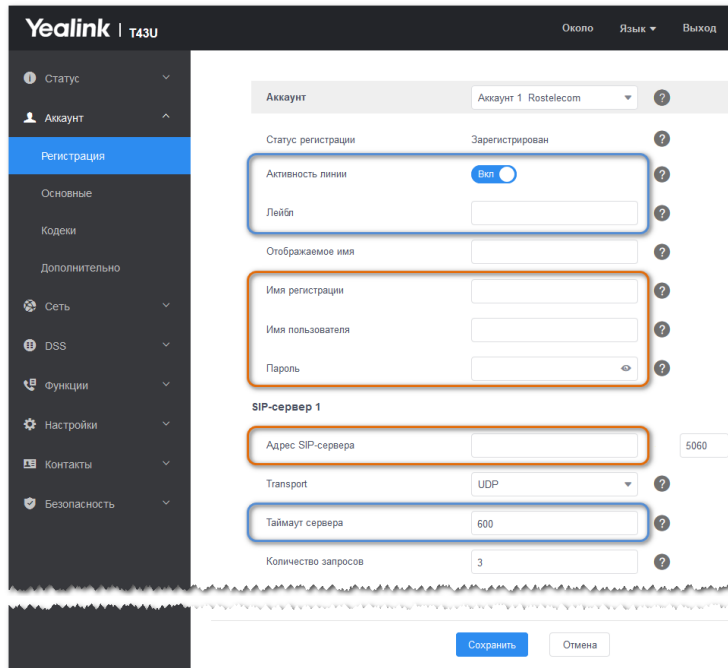 Yealink | T43U
Около Язык Выход
Статус
Аккаунт
Регистрация
Основные
Кодеки
Дополнительно
Сеть
DSS
Функции
Настройки
Контакты
Безопасность
Аккаунт Аккаунт 1 Rostelecom ?
Статус регистрации Зарегистрирован ?
Активность линии Вкл ?
Лейбл ?
Отображаемое имя ?
Имя регистрации ?
Имя пользователя ?
Пароль ?
SIP-сервер 1
Адрес SIP-сервера 5060
Transport UDP ?
Таймаут сервера 600 ?
Количество запросов 3 ?
Сохранить Отмена